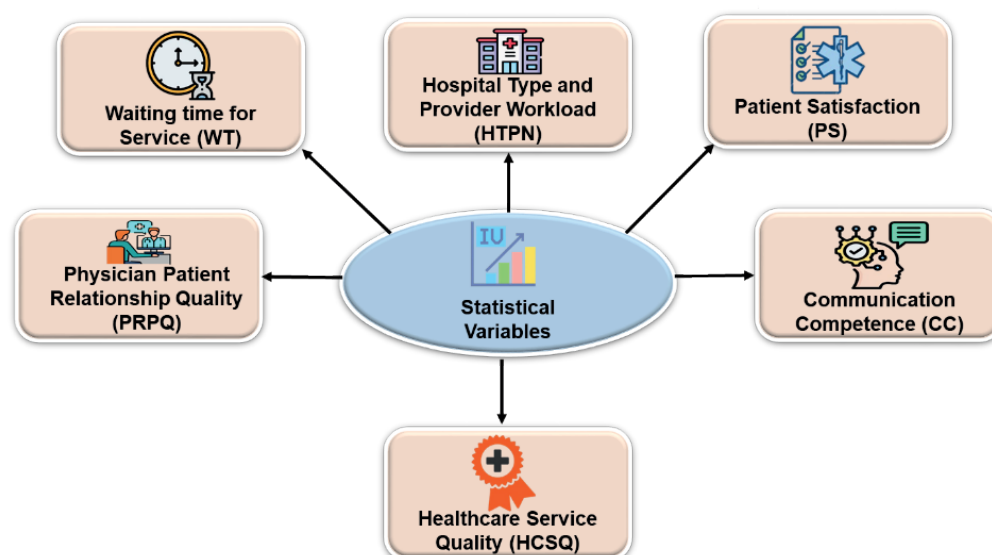 Waiting time for
Service (WT)
Hospital Type and
Provider Workload
(HTPN)
Patient Satisfaction
(PS)
Physician Patient
Relationship Quality
(PRPQ)
IU
Statistical
Variables
Communication
Competence (CC)
Healthcare Service
Quality (HCSQ)